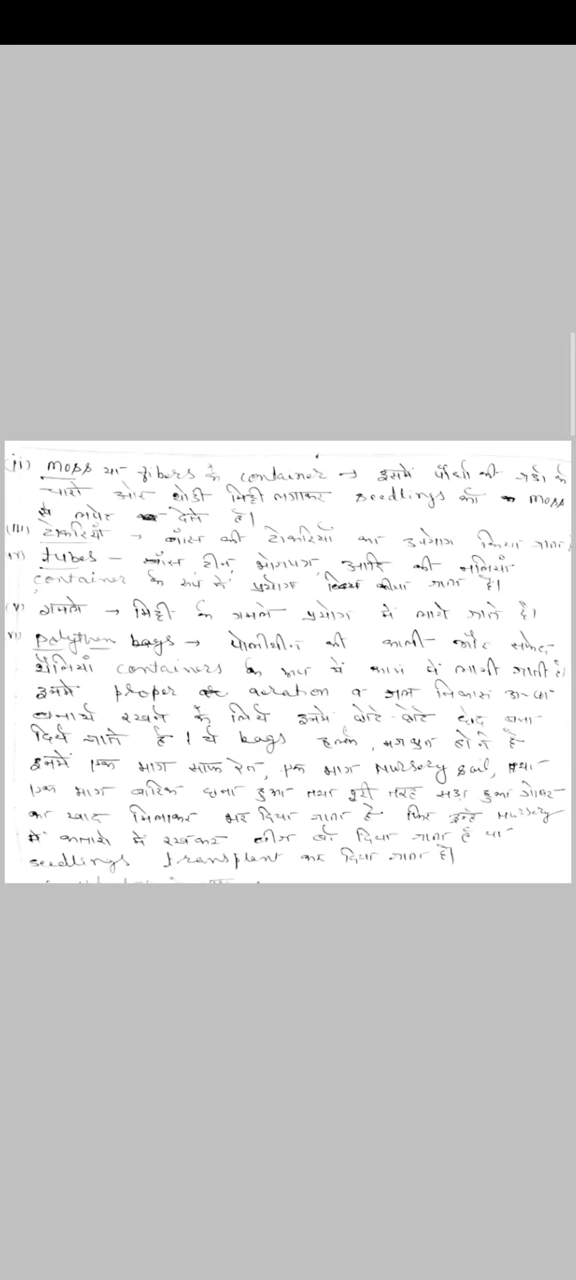 (ii) Moss या fibers के container → इसमें पौधों की जड़ों के
चारो ओर थोडी मिट्टी लगाकर seedlings को moss
से लपेट देते है।
(iii) टोकरियाँ → बाँस की टोकरियों का उपयोग किया जाता
iv) tubes – बाँस, टीन, भोजपत्र, आदि की नलियां
container के रूप में प्रयोग किया जाता है।
(v) गमले → मिट्टी के गमले प्रयोग में लाये जाते हैं।
vi) polythen bags → पोलीथीन की काली और सफेद
थैलियाँ containers के रूप में काम में लायी जाती है।
इनमे proper aeration व जल निकास
बनाये रखने के लिये इनमें छोटे-छोटे छेद बना
दिये जाते है। ये bags हल्के, मजबूत होते है
इनमें एक भाग साफ रेत, एक भाग Nursery soil, तथा
एक भाग बारिक छना हुआ तथा पूरी तरह सड़ा हुआ गोबर
का खाद मिलाकर भर दिया जाता है फिर इन्हे Nursery
में रखकर बीज बो दिया जाता है या
seedlings transplant कर दिया जाता है।